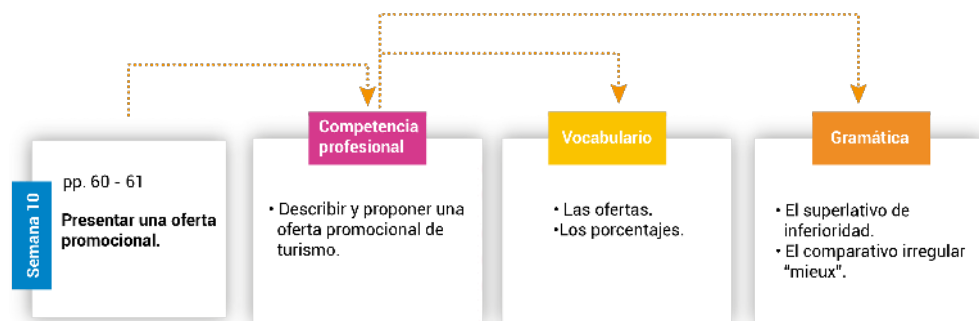 Semana 10
pp. 60 - 61
Presentar una oferta
promocional.
Competencia
profesional
• Describir y proponer una
oferta promocional de
turismo.
Vocabulario
• Las ofertas.
•Los porcentajes.
Gramática
• El superlativo de
inferioridad.
• El comparativo irregular
“mieux”.